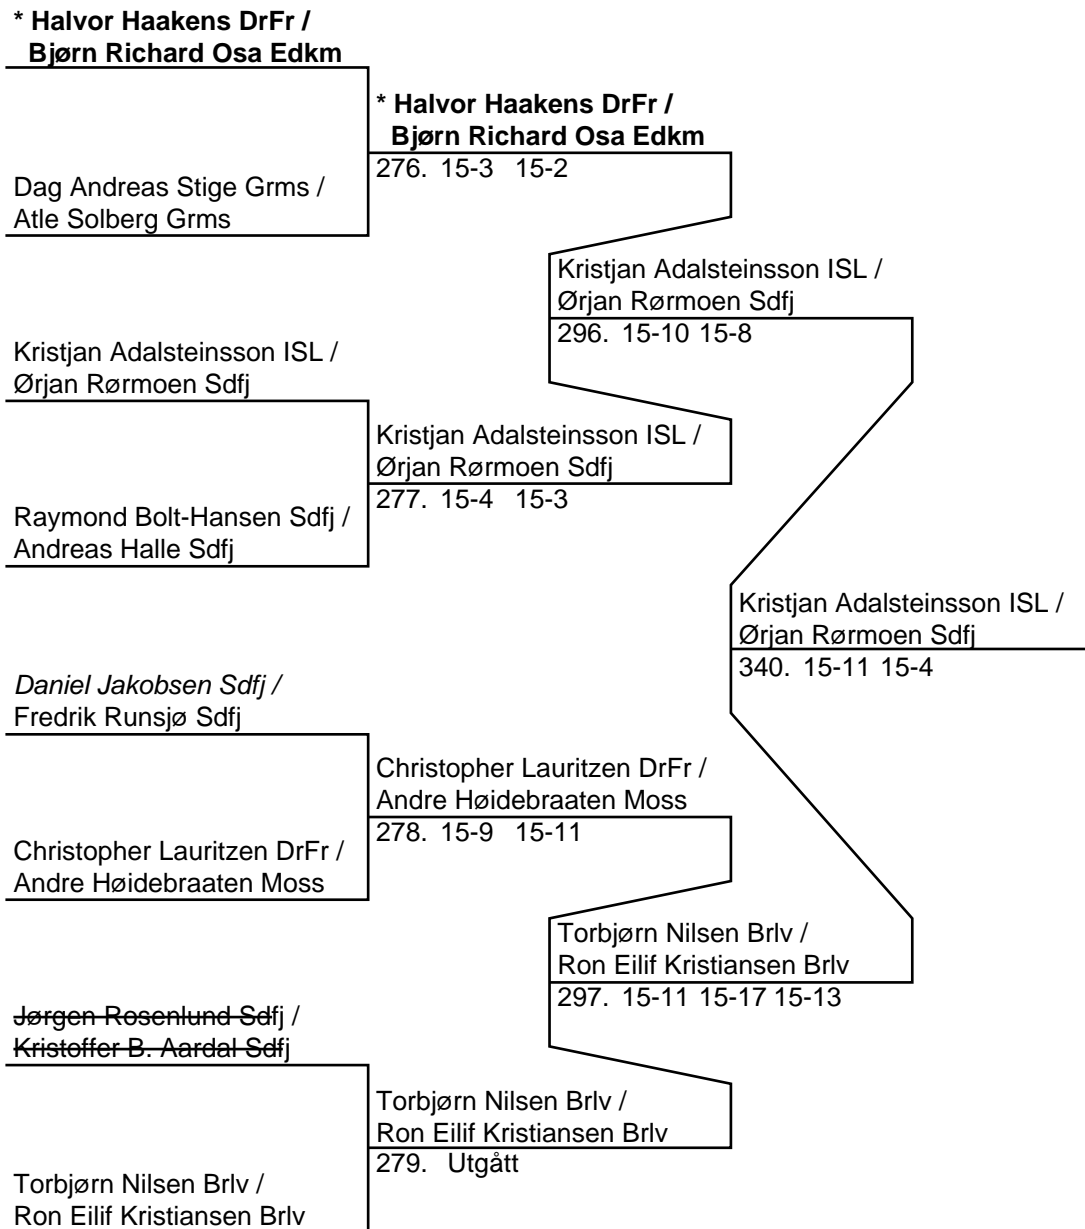 * Halvor Haakens DrFr /
Bjørn Richard Osa Edkm
* Halvor Haakens DrFr /
Bjørn Richard Osa Edkm
276. 15-3 15-2
Dag Andreas Stige Grms /
Atle Solberg Grms
Kristjan Adalsteinsson ISL /
Ørjan Rørmoen Sdfj
296. 15-10 15-8
Kristjan Adalsteinsson ISL /
Ørjan Rørmoen Sdfj
Kristjan Adalsteinsson ISL /
Ørjan Rørmoen Sdfj
277. 15-4 15-3
Raymond Bolt-Hansen Sdfj /
Andreas Halle Sdfj
Kristjan Adalsteinsson ISL /
Ørjan Rørmoen Sdfj
340. 15-11 15-4
Daniel Jakobsen Sdfj /
Fredrik Runsjø Sdfj
Christopher Lauritzen DrFr /
Andre Høidebraaten Moss
278. 15-9 15-11
Christopher Lauritzen DrFr /
Andre Høidebraaten Moss
Torbjørn Nilsen Brlv /
Ron Eilif Kristiansen Brlv
297. 15-11 15-17 15-13
Jørgen Rosenlund Sdfj /
Kristoffer B. Aardal Sdfj
Torbjørn Nilsen Brlv /
Ron Eilif Kristiansen Brlv
279. Utgått
Torbjørn Nilsen Brlv /
Ron Eilif Kristiansen Brlv